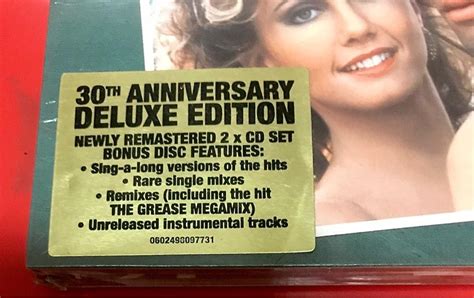 30TH ANNIVERSARY
DELUXE EDITION
NEWLY REMASTERED 2 x CD SET
BONUS DISC FEATURES:
• Sing-a-long versions of the hits
• Rare single mixes
• Remixes (including the hit
THE GREASE MEGAMIX)
• Unreleased instrumental tracks
0602498097731